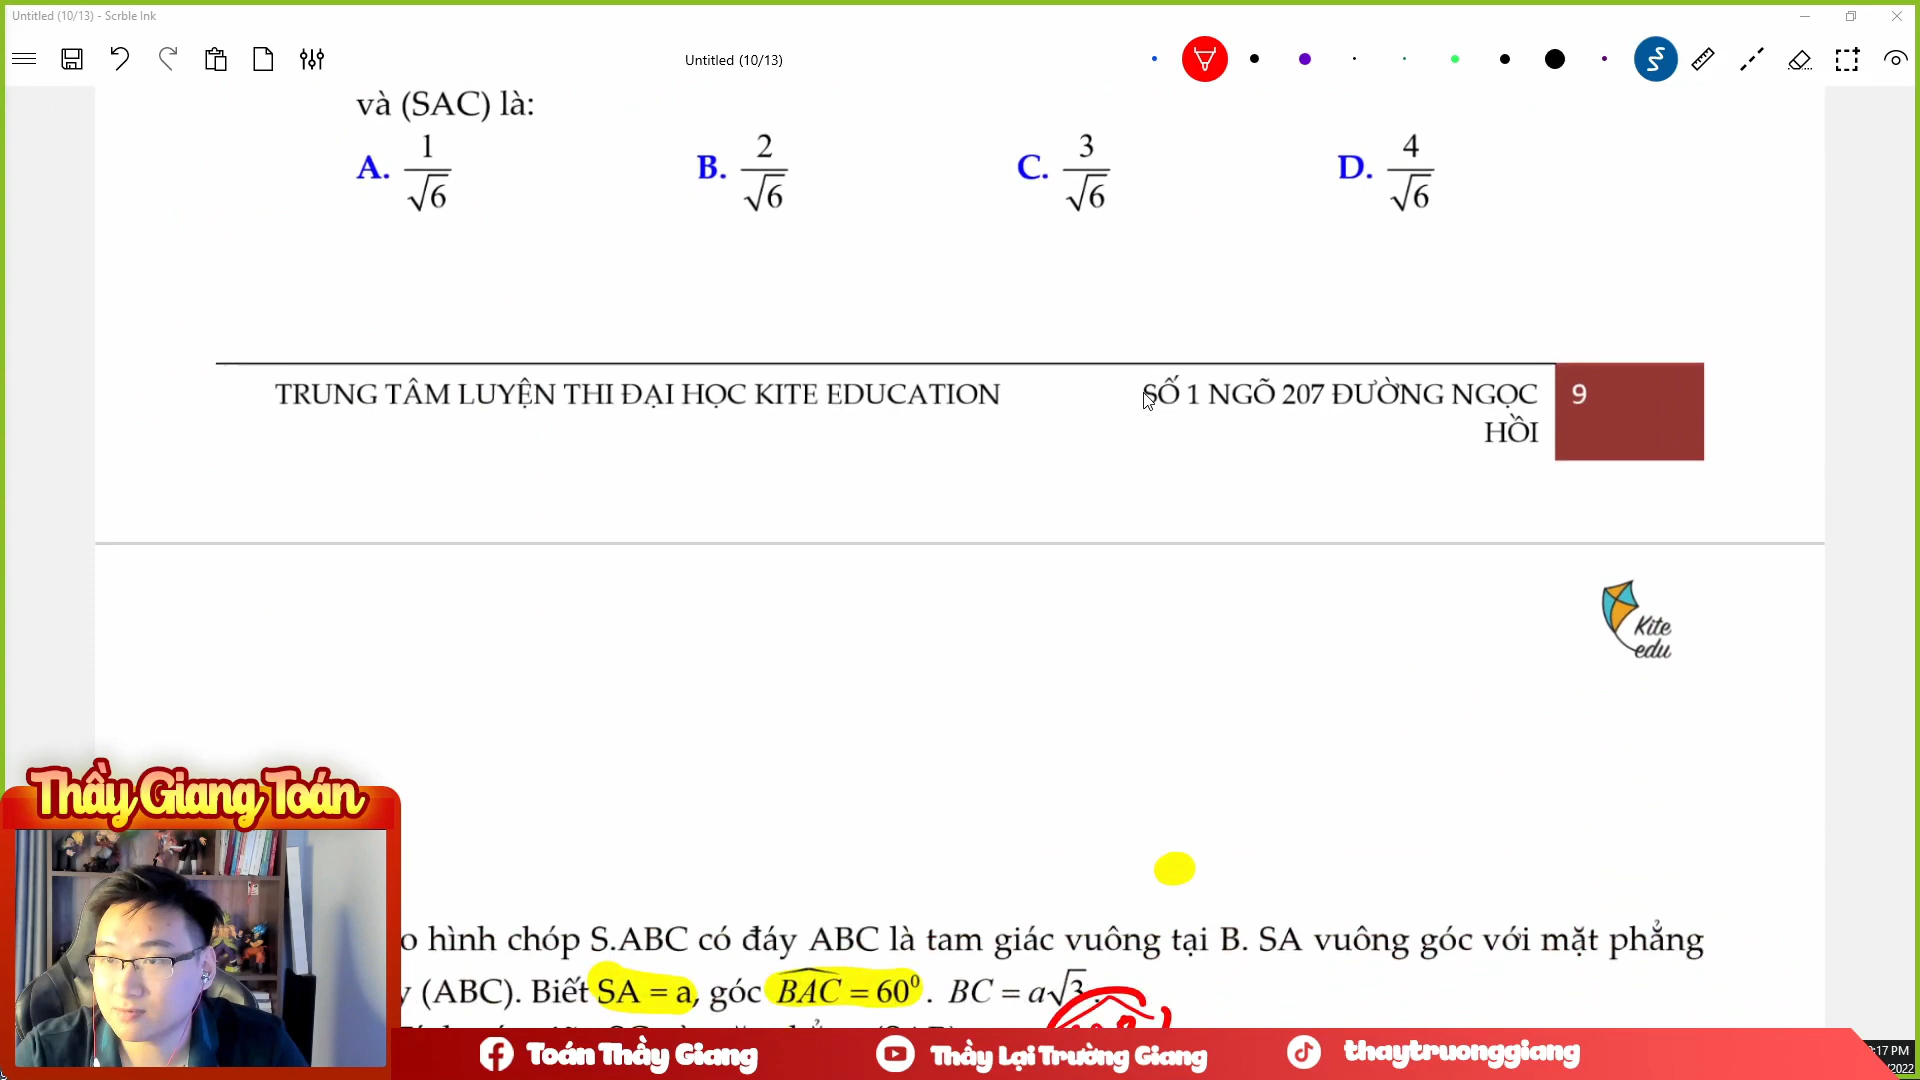 Untitled (10/13) - Scrble Ink
Untitled (10/13)
và (SAC) là:
A. 1/√6 B. 2/√6 C. 3/√6 D. 4/√6
TRUNG TÂM LUYỆN THI ĐẠI HỌC KITE EDUCATION
SỐ 1 NGÕ 207 ĐƯỜNG NGỌC
HỒI
9
Kite
edu
Thầy Giang Toán
o hình chóp S.ABC có đáy ABC là tam giác vuông tại B. SA vuông góc với mặt phẳng
(ABC). Biết SA = a, góc BAC = 60⁰. BC = a√3.
Toán Thầy Giang
Thầy Lại Trường Giang
thaytruonggiang
:17 PM
/2022